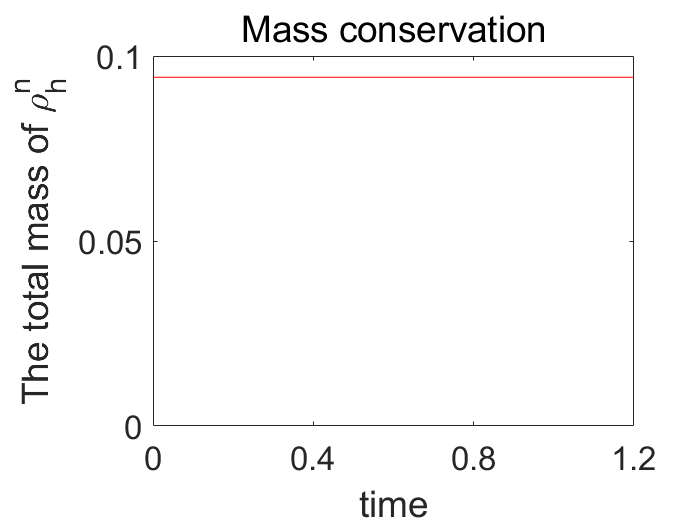 Mass conservation
The total mass of ρ_h^n
0.1
0.05
0
0 0.4 0.8 1.2
time